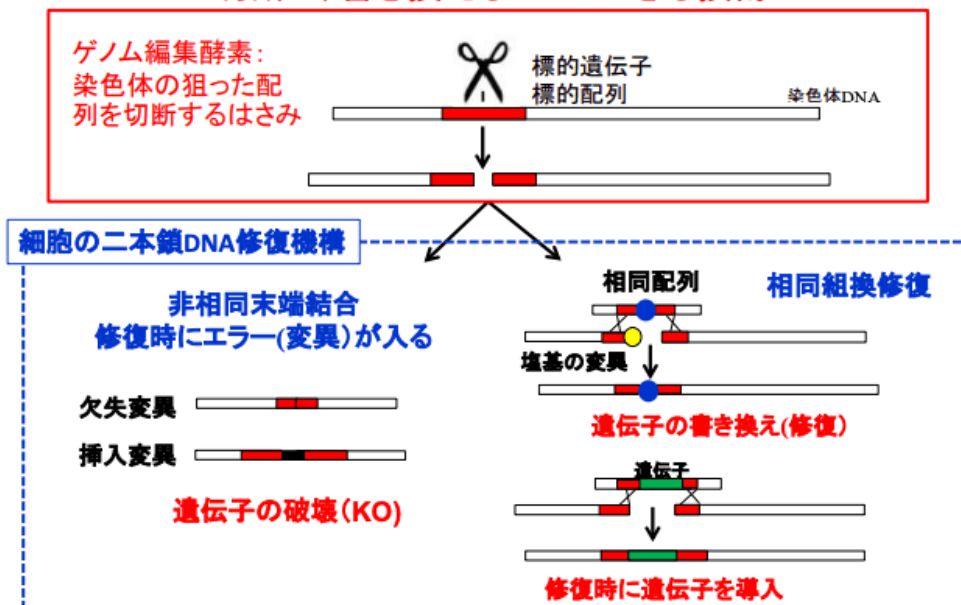 ゲノム編集酵素：
染色体の狙った配
列を切断するはさみ
標的遺伝子
標的配列
染色体DNA
細胞の二本鎖DNA修復機構
非相同末端結合
修復時にエラー(変異)が入る
欠失変異
挿入変異
遺伝子の破壊(KO)
相同配列
相同組換修復
塩基の変異
遺伝子の書き換え(修復)
遺伝子
修復時に遺伝子を導入